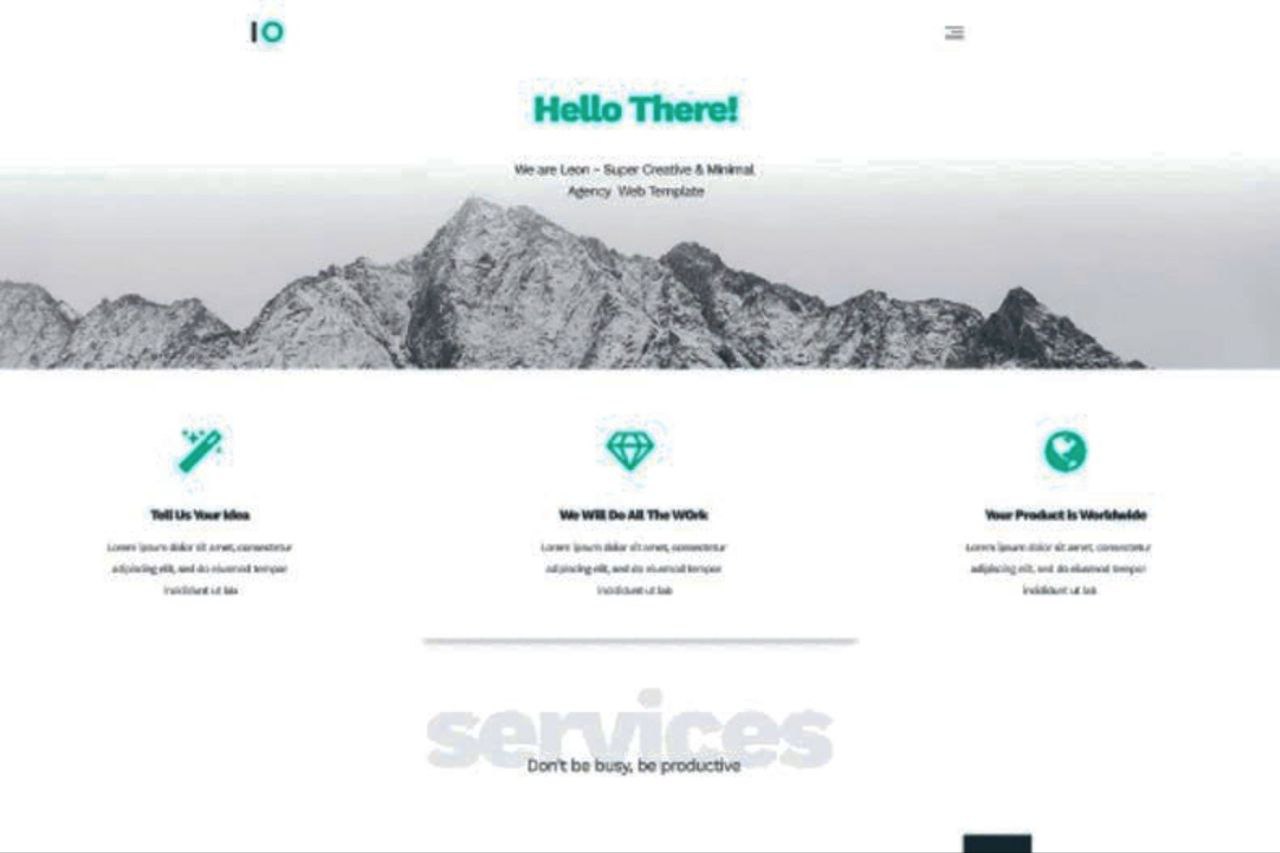 IO
Hello There!
We are Leon – Super Creative & Minimal
Agency Web Template
Tell Us Your Idea
We Will Do All The WOrk
Your Product is Worldwide
Lorem ipsum dolor sit amet, consectetur
adipiscing elit, sed do eiusmod tempor
incididunt ut lab
Lorem ipsum dolor sit amet, consectetur
adipiscing elit, sed do eiusmod tempor
incididunt ut lab
Lorem ipsum dolor sit amet, consectetur
adipiscing elit, sed do eiusmod tempor
incididunt ut lab
services
Don't be busy, be productive